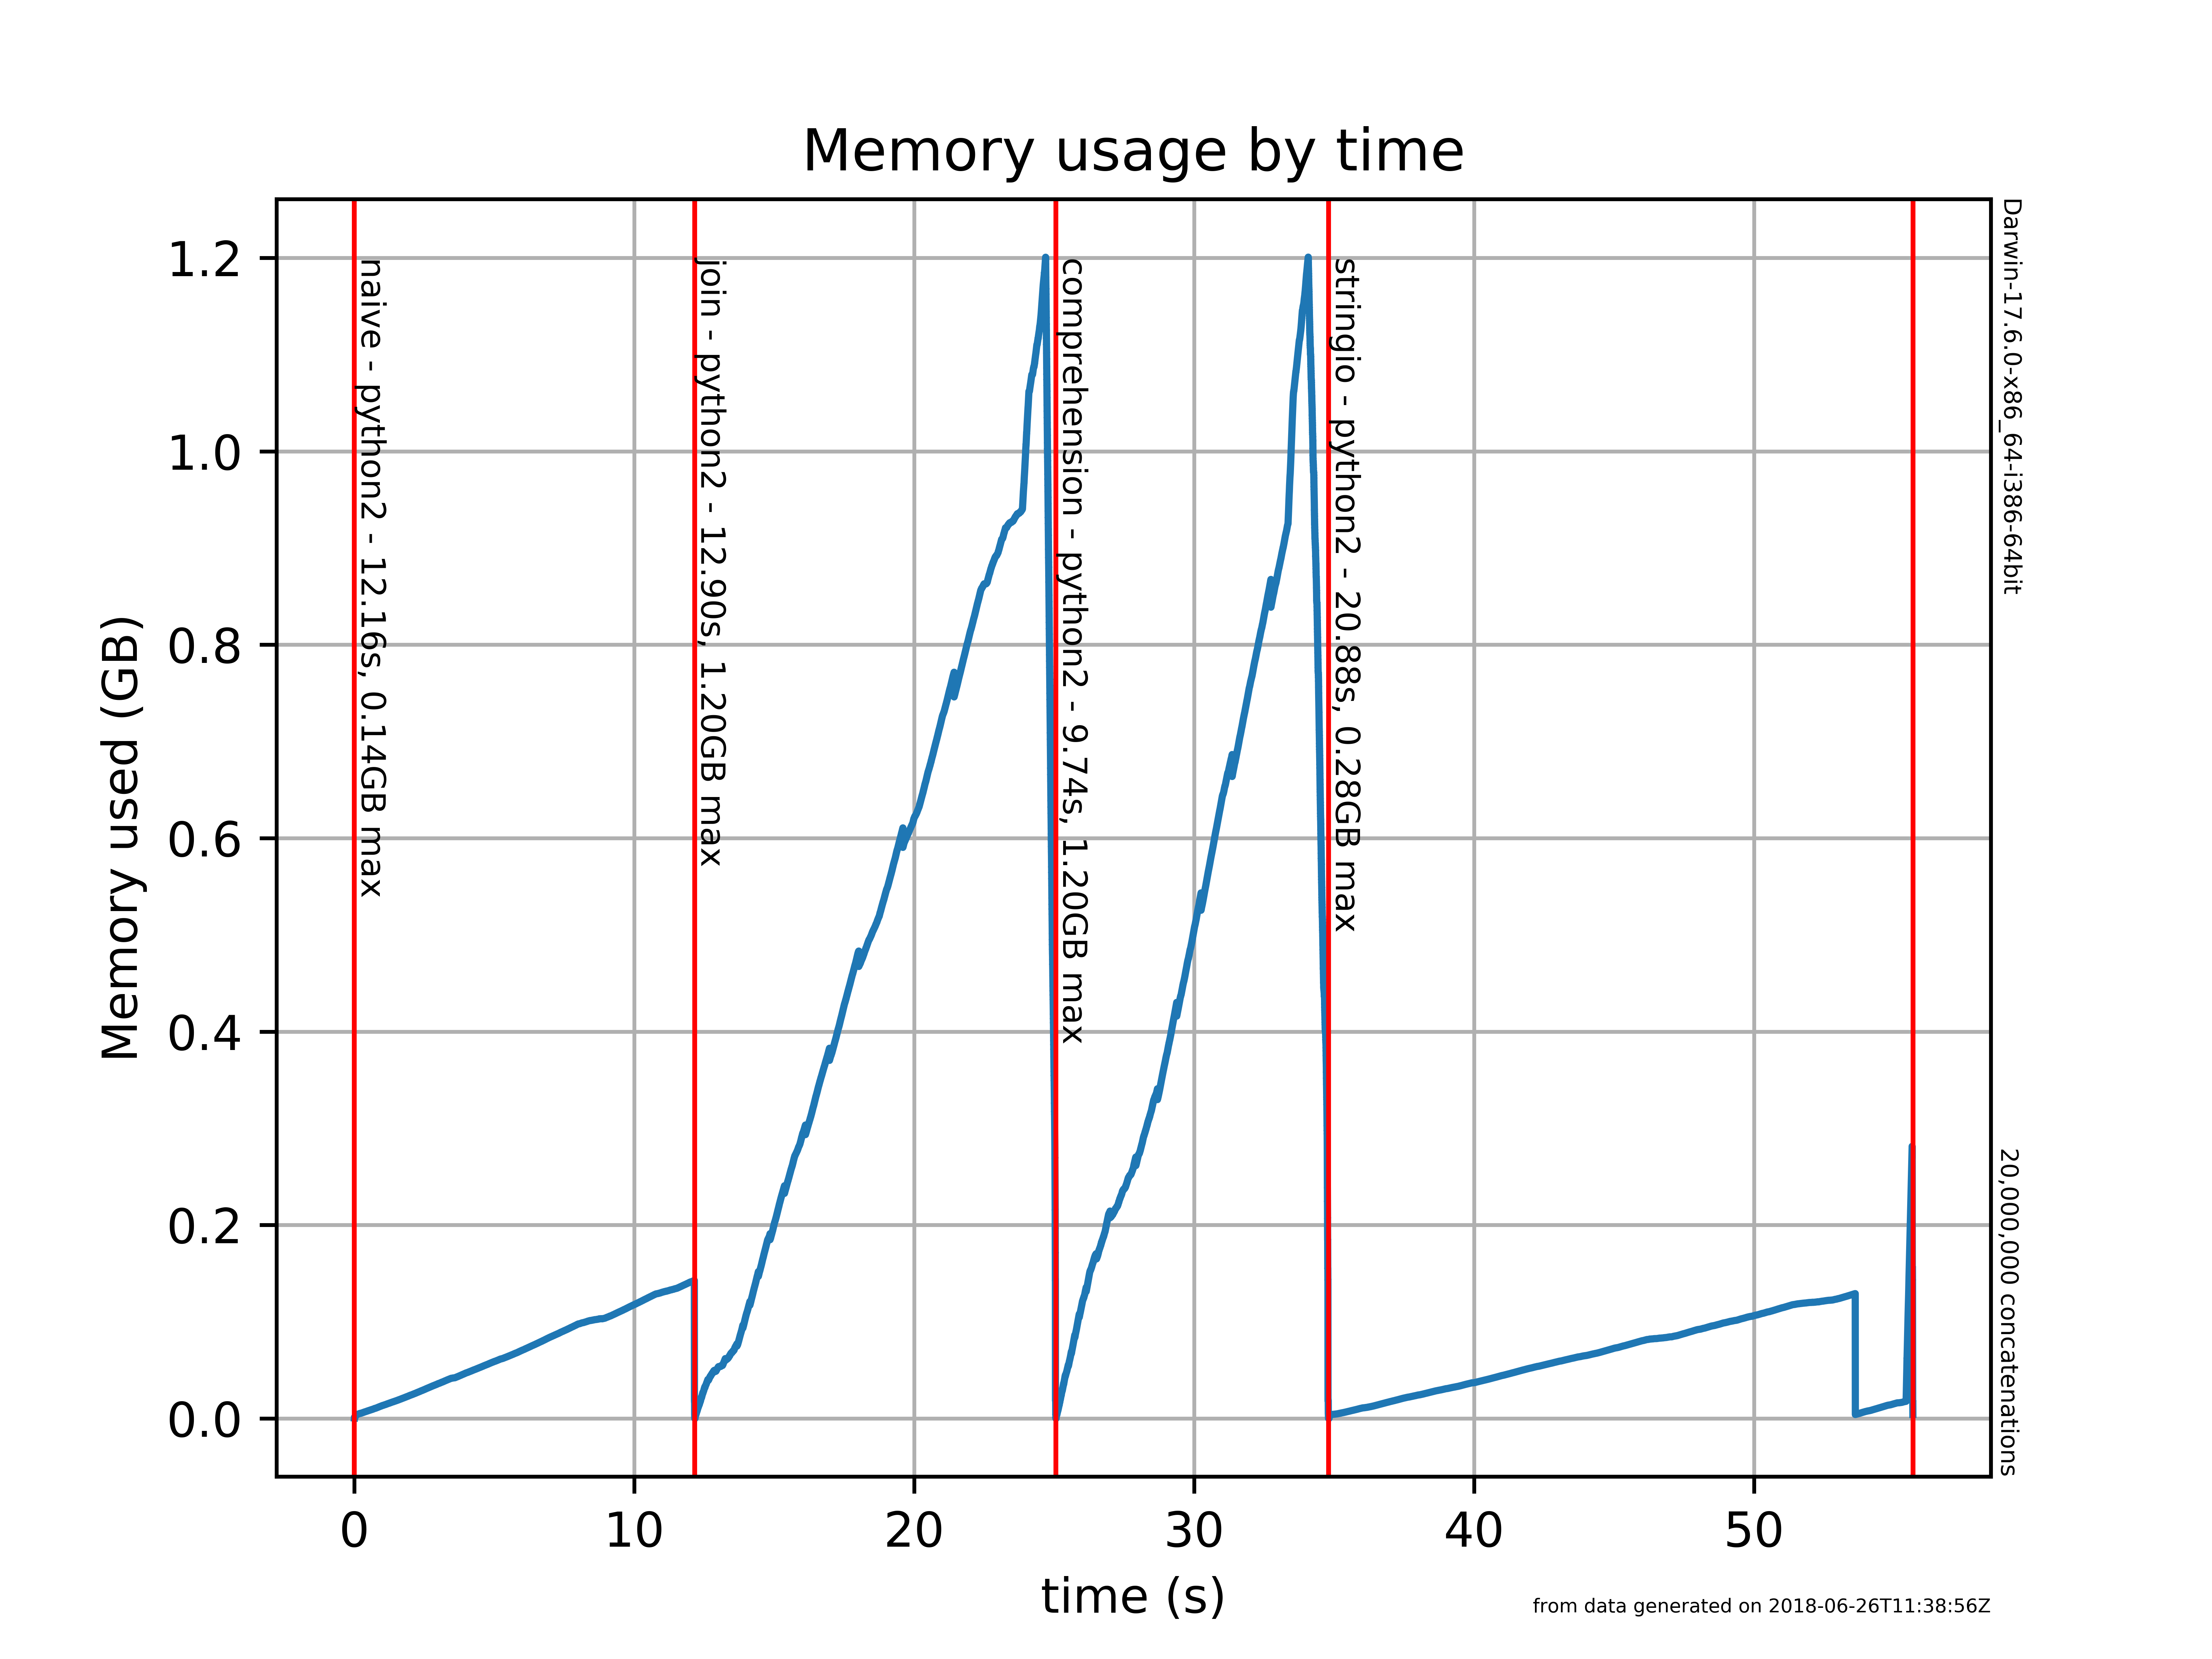 Memory usage by time
Memory used (GB)
1.2
1.0
0.8
0.6
0.4
0.2
0.0
naive - python2 - 12.16s, 0.14GB max
join - python2 - 12.90s, 1.20GB max
comprehension - python2 - 9.74s, 1.20GB max
stringio - python2 - 20.88s, 0.28GB max
Darwin-17.6.0-x86_64-i386-64bit
20,000,000 concatenations
0 10 20 30 40 50
time (s)
from data generated on 2018-06-26T11:38:56Z